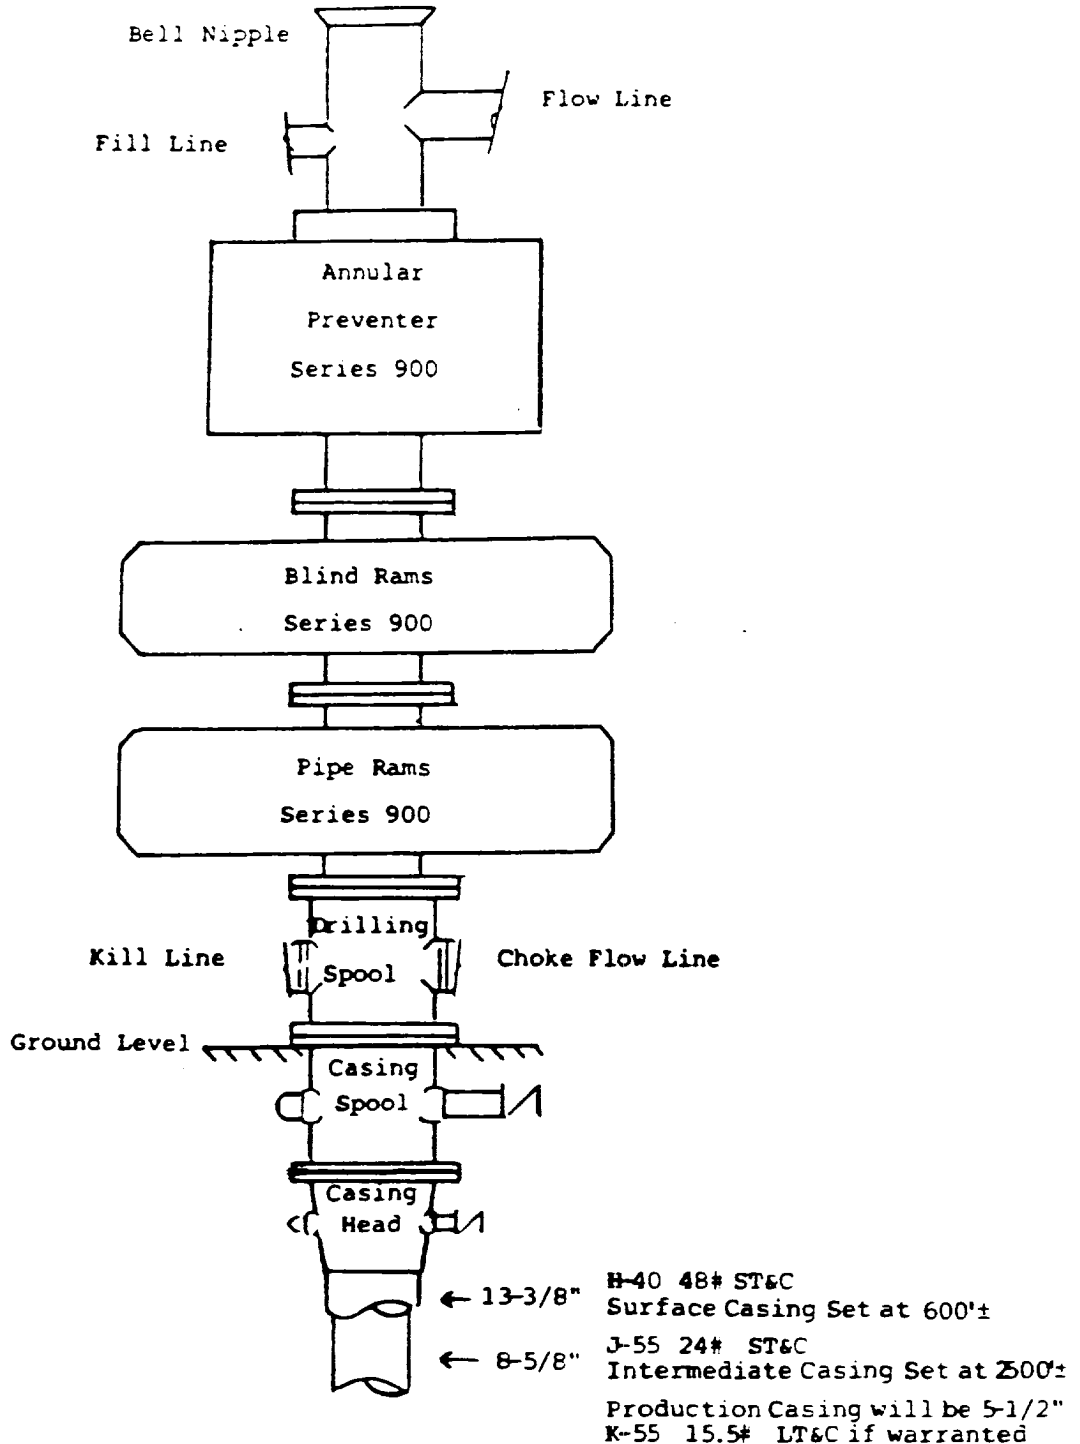 Bell Nipple
Flow Line
Fill Line
Annular
Preventer
Series 900
Blind Rams
Series 900
Pipe Rams
Series 900
Drilling
Kill Line
Spool
Choke Flow Line
Ground Level
Casing
Spool
Casing
Head
← 13-3/8"
H-40 48# ST&C
Surface Casing Set at 600'±
← 8-5/8"
J-55 24# ST&C
Intermediate Casing Set at 2500'±
Production Casing will be 5-1/2"
K-55 15.5# LT&C if warranted